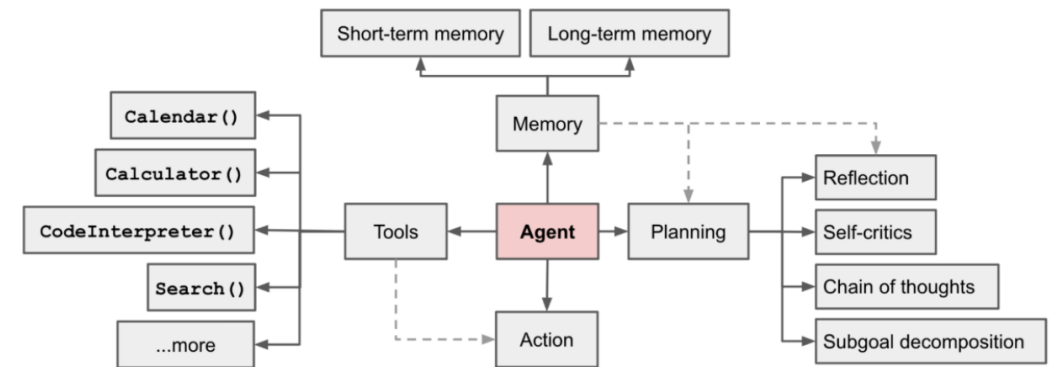 Short-term memory
Long-term memory
Memory
Calendar()
Calculator()
CodeInterpreter()
Search()
...more
Tools
Agent
Planning
Action
Reflection
Self-critics
Chain of thoughts
Subgoal decomposition